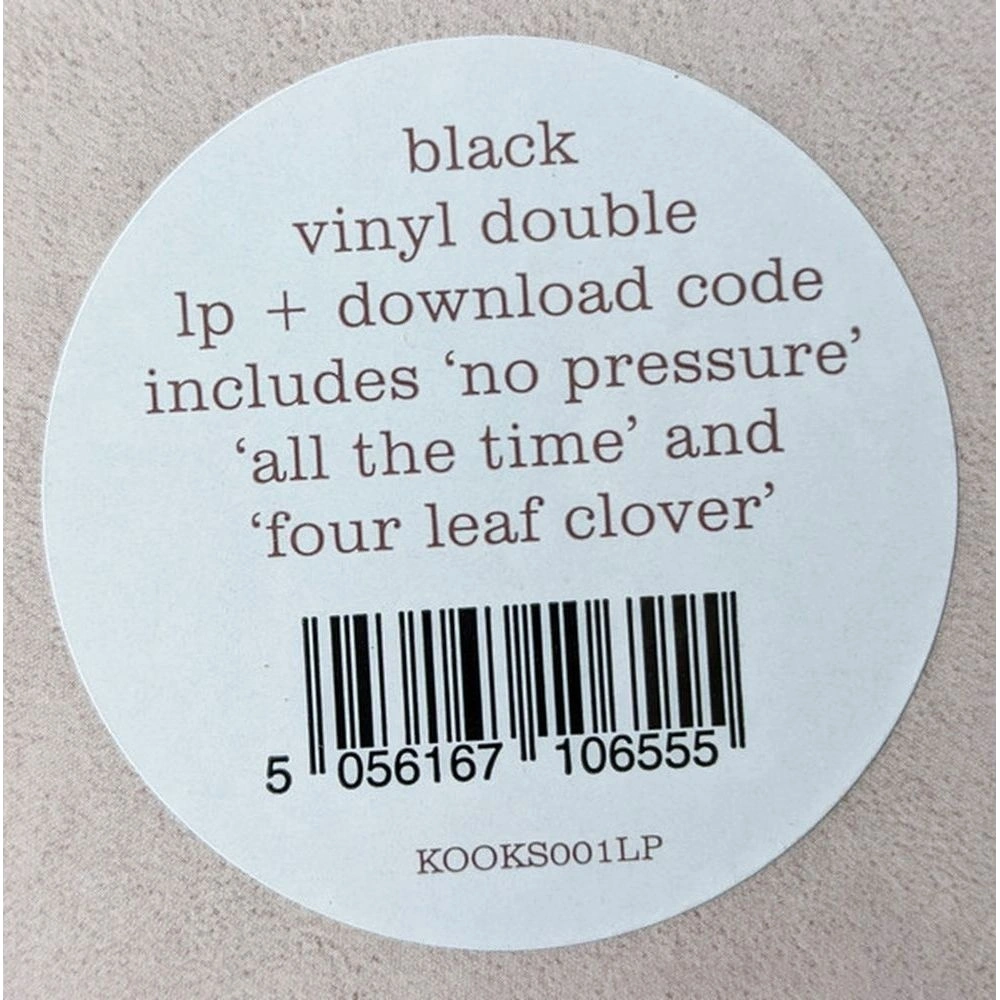 black
vinyl double
lp + download code
includes ‘no pressure’
‘all the time’ and
‘four leaf clover’
5 056167 106555
KOOKS001LP